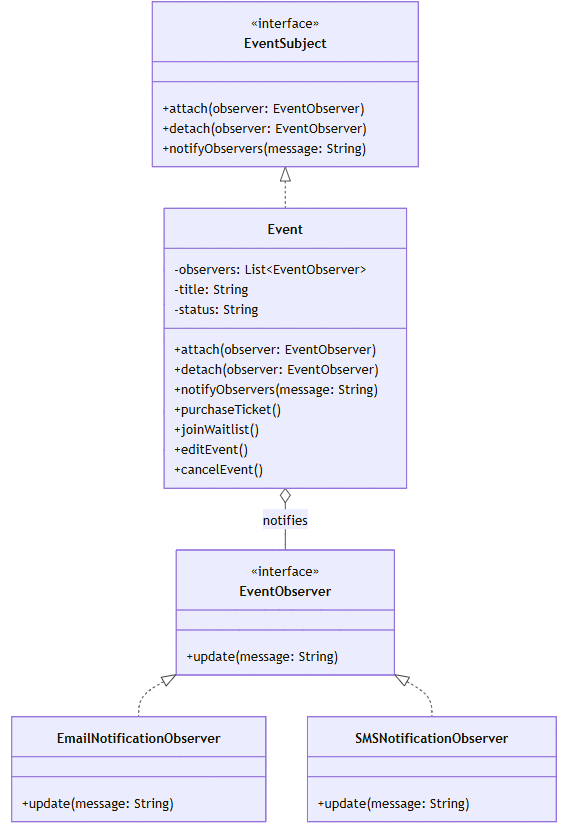 «interface»
EventSubject
+attach(observer: EventObserver)
+detach(observer: EventObserver)
+notifyObservers(message: String)
Event
-observers: List<EventObserver>
-title: String
-status: String
+attach(observer: EventObserver)
+detach(observer: EventObserver)
+notifyObservers(message: String)
+purchaseTicket()
+joinWaitlist()
+editEvent()
+cancelEvent()
notifies
«interface»
EventObserver
+update(message: String)
EmailNotificationObserver
+update(message: String)
SMSNotificationObserver
+update(message: String)